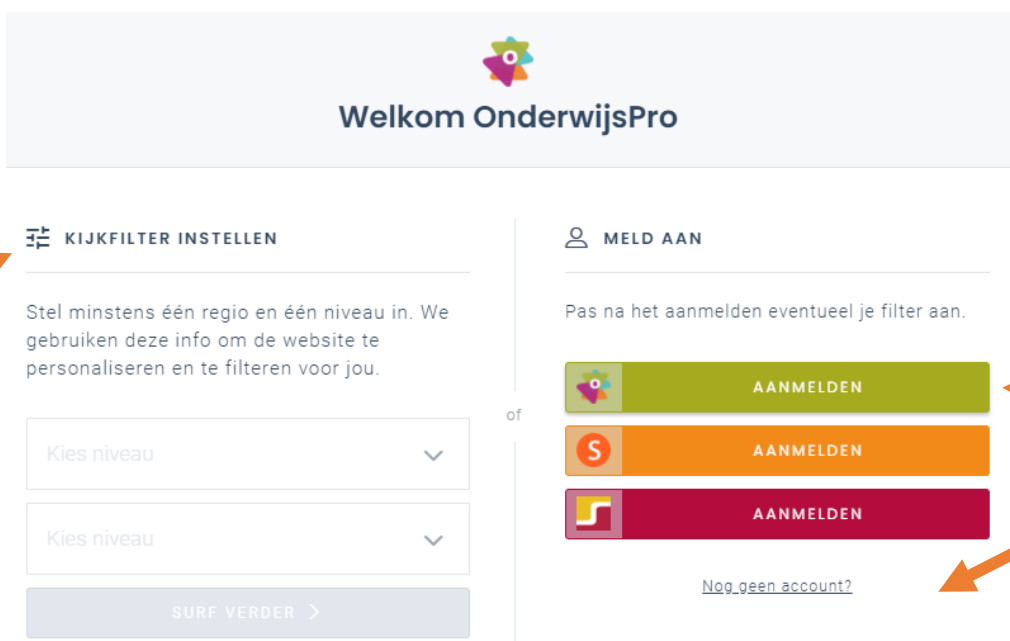 Welkom OnderwijsPro
KIJKFILTER INSTELLEN
Stel minstens één regio en één niveau in. We
gebruiken deze info om de website te
personaliseren en te filteren voor jou.
Kies niveau
Kies niveau
SURF VERDER >
of
MELD AAN
Pas na het aanmelden eventueel je filter aan.
AANMELDEN
S
AANMELDEN
AANMELDEN
Nog geen account?